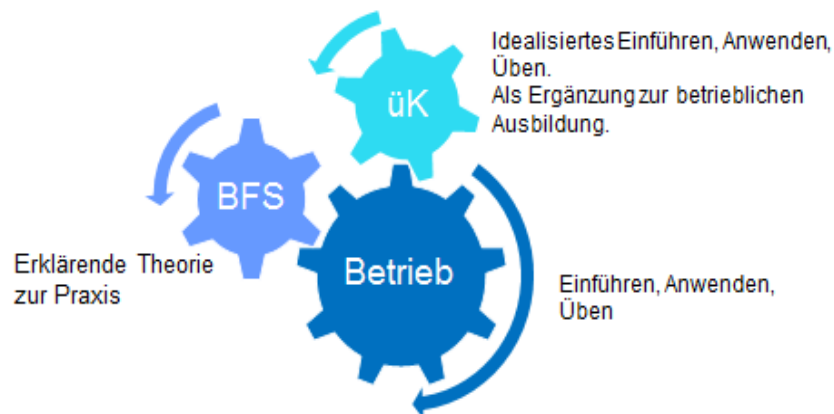 üK
Idealisiertes Einführen, Anwenden,
Üben.
Als Ergänzung zur betrieblichen
Ausbildung.
BFS
Erklärende Theorie
zur Praxis
Betrieb
Einführen, Anwenden,
Üben